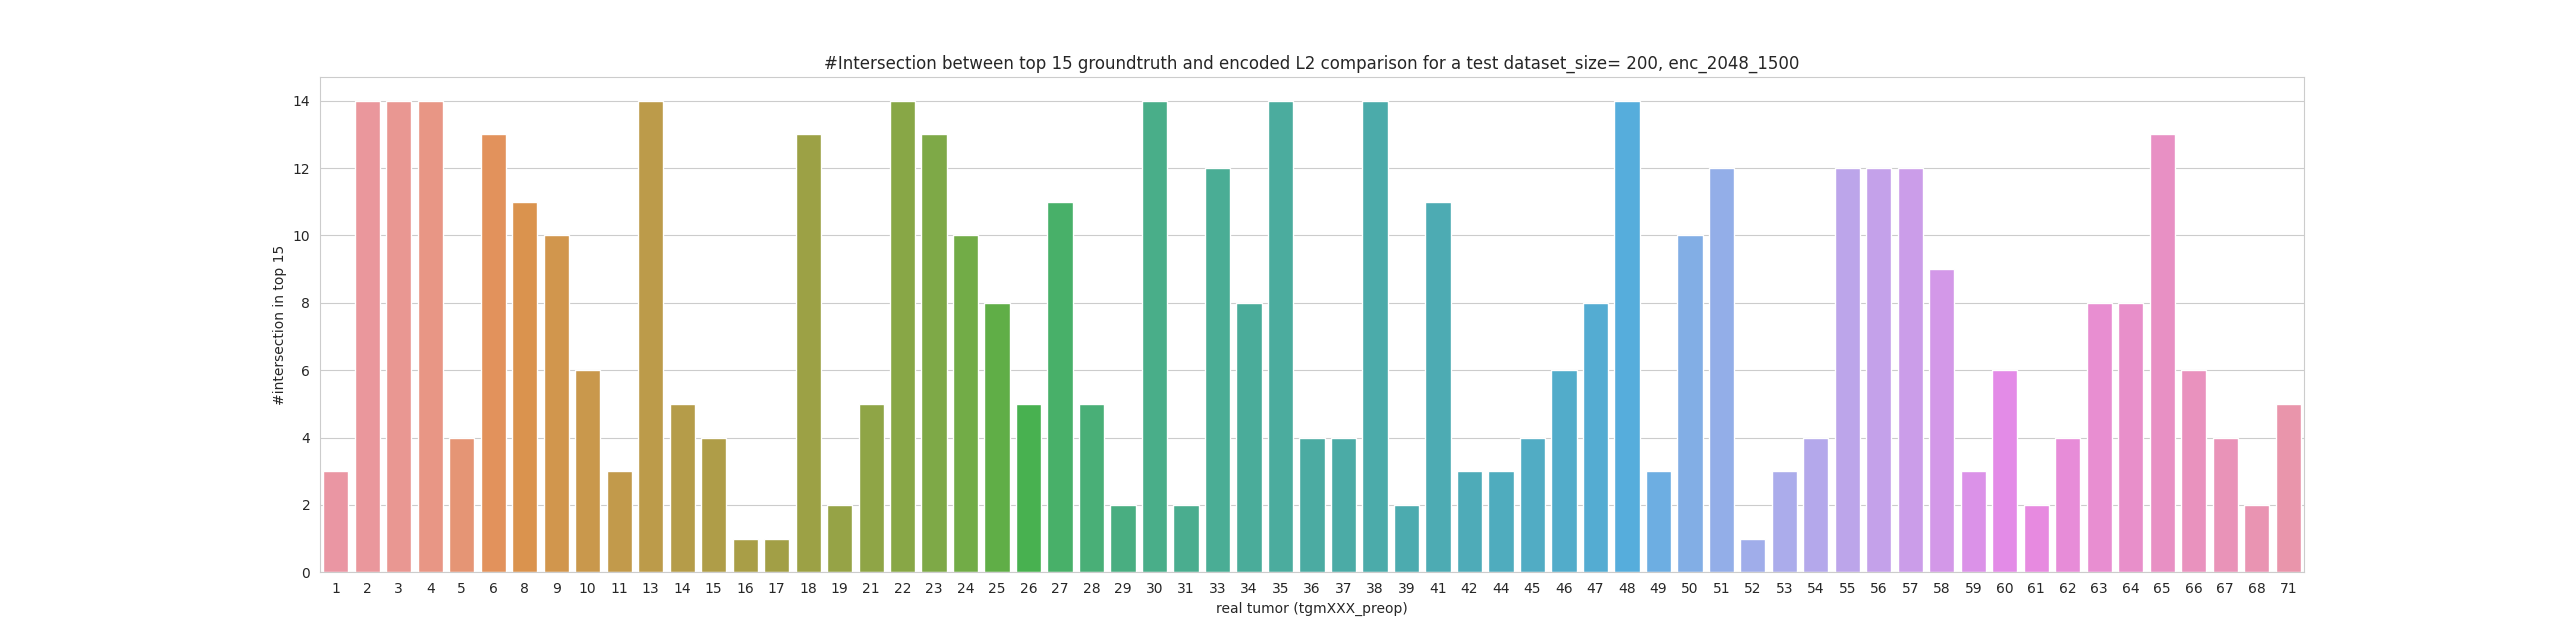 #Intersection between top 15 groundtruth and encoded L2 comparison for a test dataset_size= 200, enc_2048_1500
#intersection in top 15
14
12
10
8
6
4
2
0
1 2 3 4 5 6 8 9 10 11 13 14 15 16 17 18 19 21 22 23 24 25 26 27 28 29 30 31 33 34 35 36 37 38 39 41 42 44 45 46 47 48 49 50 51 52 53 54 55 56 57 58 59 60 61 62 63 64 65 66 67 68 71
real tumor (tgmXXX_preop)